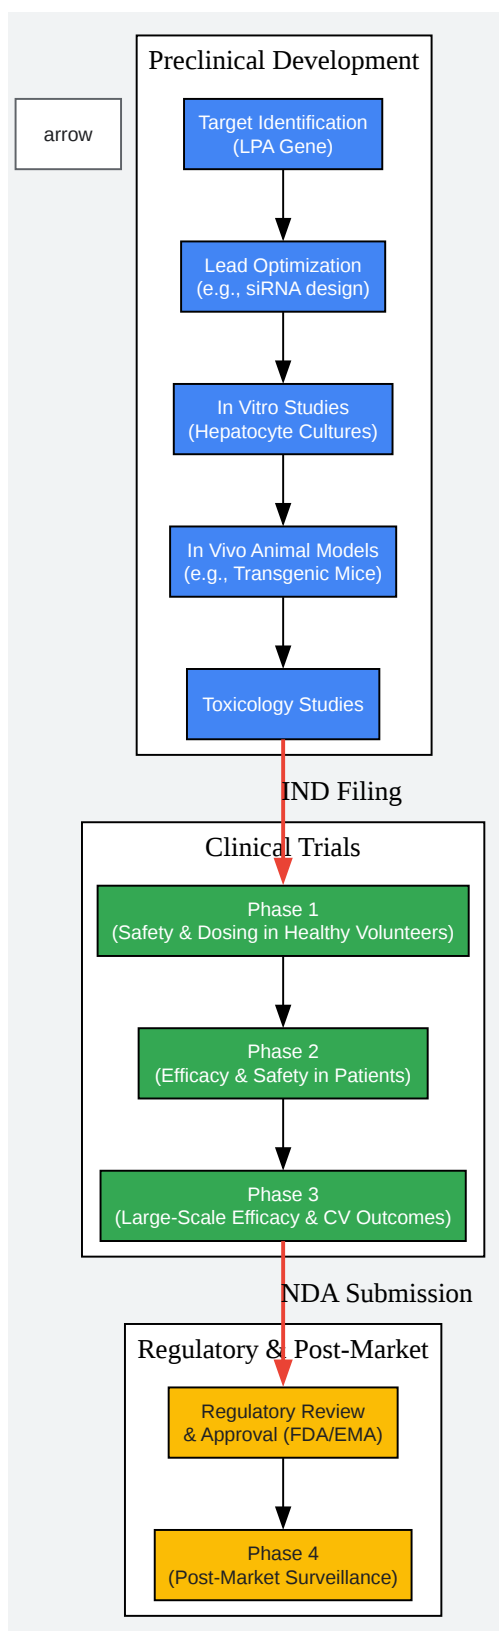 Preclinical Development
arrow
Target Identification
(LPA Gene)
Lead Optimization
(e.g., siRNA design)
In Vitro Studies
(Hepatocyte Cultures)
In Vivo Animal Models
(e.g., Transgenic Mice)
Toxicology Studies
IND Filing
Clinical Trials
Phase 1
(Safety & Dosing in Healthy Volunteers)
Phase 2
(Efficacy & Safety in Patients)
Phase 3
(Large-Scale Efficacy & CV Outcomes)
NDA Submission
Regulatory & Post-Market
Regulatory Review
& Approval (FDA/EMA)
Phase 4
(Post-Market Surveillance)